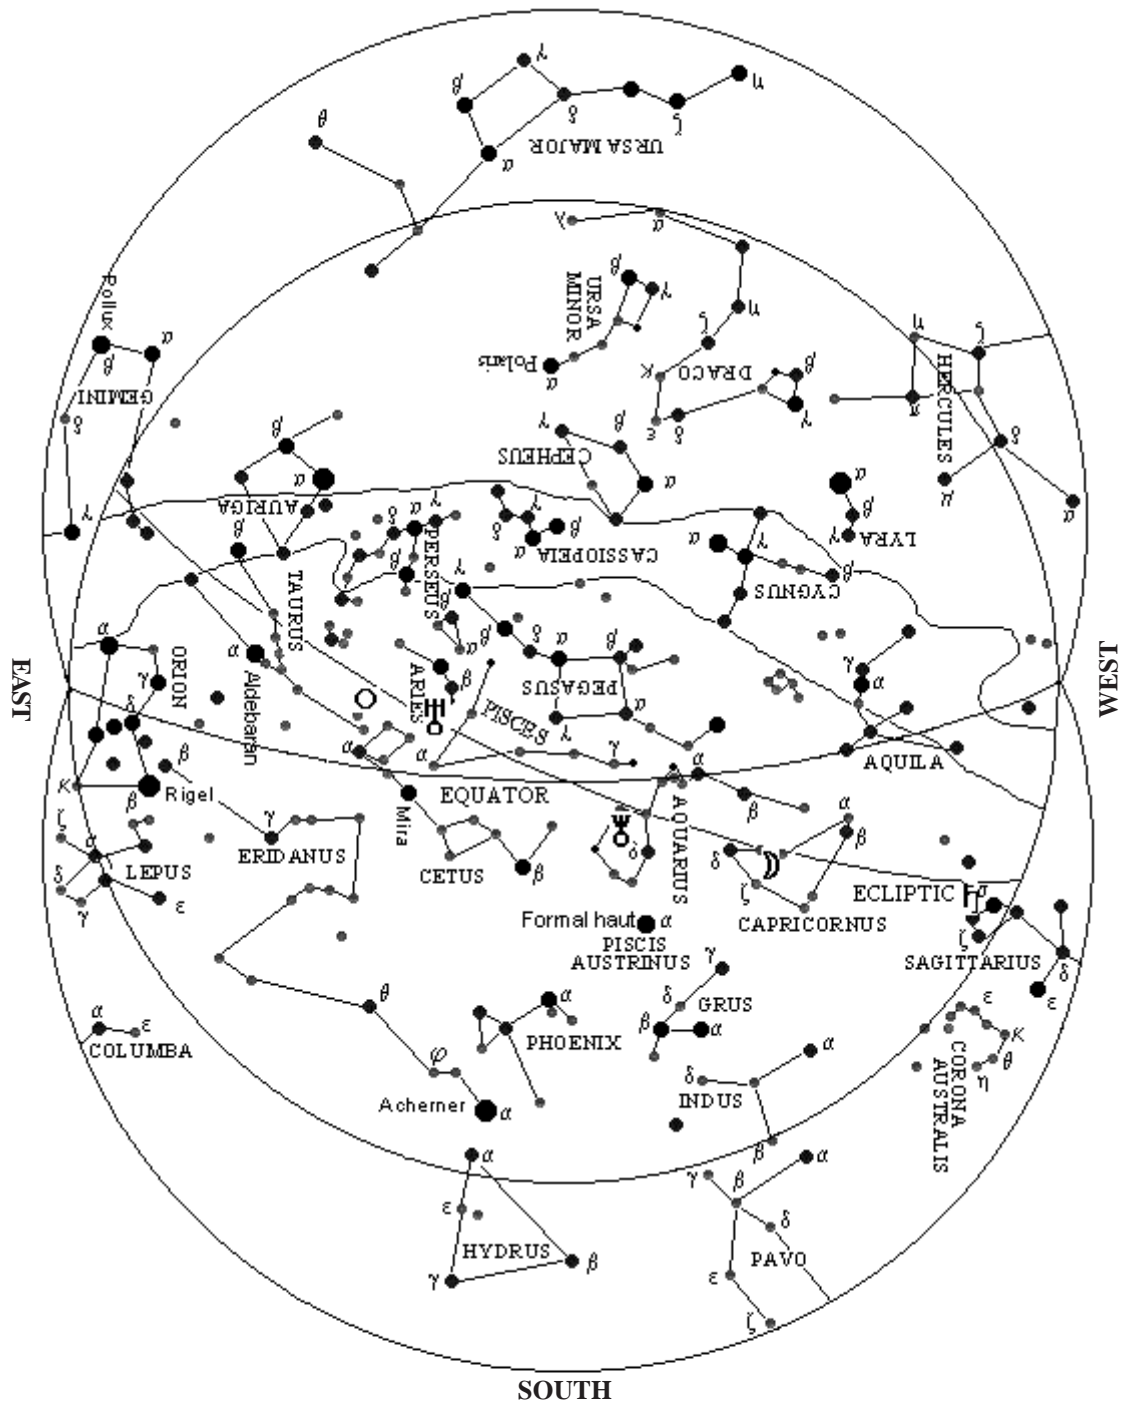 γ
β
η
δ
ζ
θ
URSA MAJOR
α
λ
α
Pollux
β
URSA
MINOR
γ
η
η
ζ
ζ
α
β
Polaris
α
κ
DRACO
β
HERCULES
GEMINI
π
δ
ε
δ
γ
γ
β
β
CEPHEUS
δ
α
α
α
μ
α
AURIGA
γ
β
δ
α
γ
γ
δ
β
α
PERSEUS
CASSIOPEIA
γ
LYRA
α
γ
β
β
β
TAURUS
γ
CYGNUS
β
α
β
δ
α
β
α
α
γ
EAST
ORION
γ
α
Aldebaran
ARIES
β
PEGASUS
α
WEST
δ
PISCES
γ
α
α
γ
α
AQUILA
β
κ
β
Rigel
EQUATOR
Mira
AQUARIUS
β
α
β
ζ
γ
α
LEPUS
ERIDANUS
CETUS
β
δ
δ
ζ
ECLIPTIC
σ
δ
γ
ε
CAPRICORNUS
Formal haut
α
PISCIS
AUSTRINUS
ζ
SAGITTARIUS
δ
γ
ε
θ
α
δ
GRUS
α
ε
COLUMBA
PHOENIX
β
α
ε
κ
CORONA
AUSTRALIS
θ
η
φ
α
δ
INDUS
Acherner
α
β
α
γ
β
α
ε
δ
HYDRUS
β
γ
PAVO
ε
ζ
SOUTH